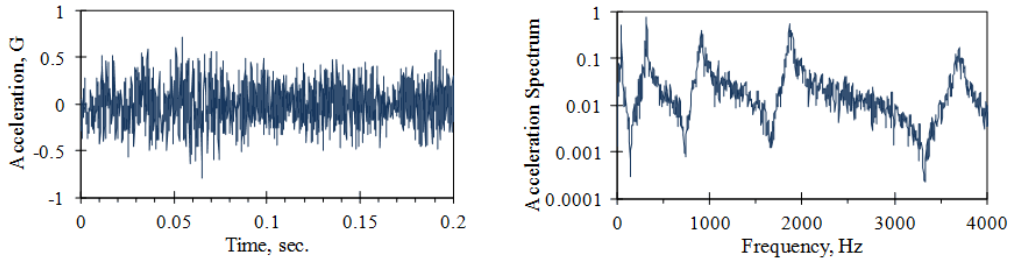 Acceleration, G
1
0.5
0
-0.5
-1
0 0.05 0.1 0.15 0.2
Time, sec.
Acceleration Spectrum
1
0.1
0.01
0.001
0.0001
0 1000 2000 3000 4000
Frequency, Hz